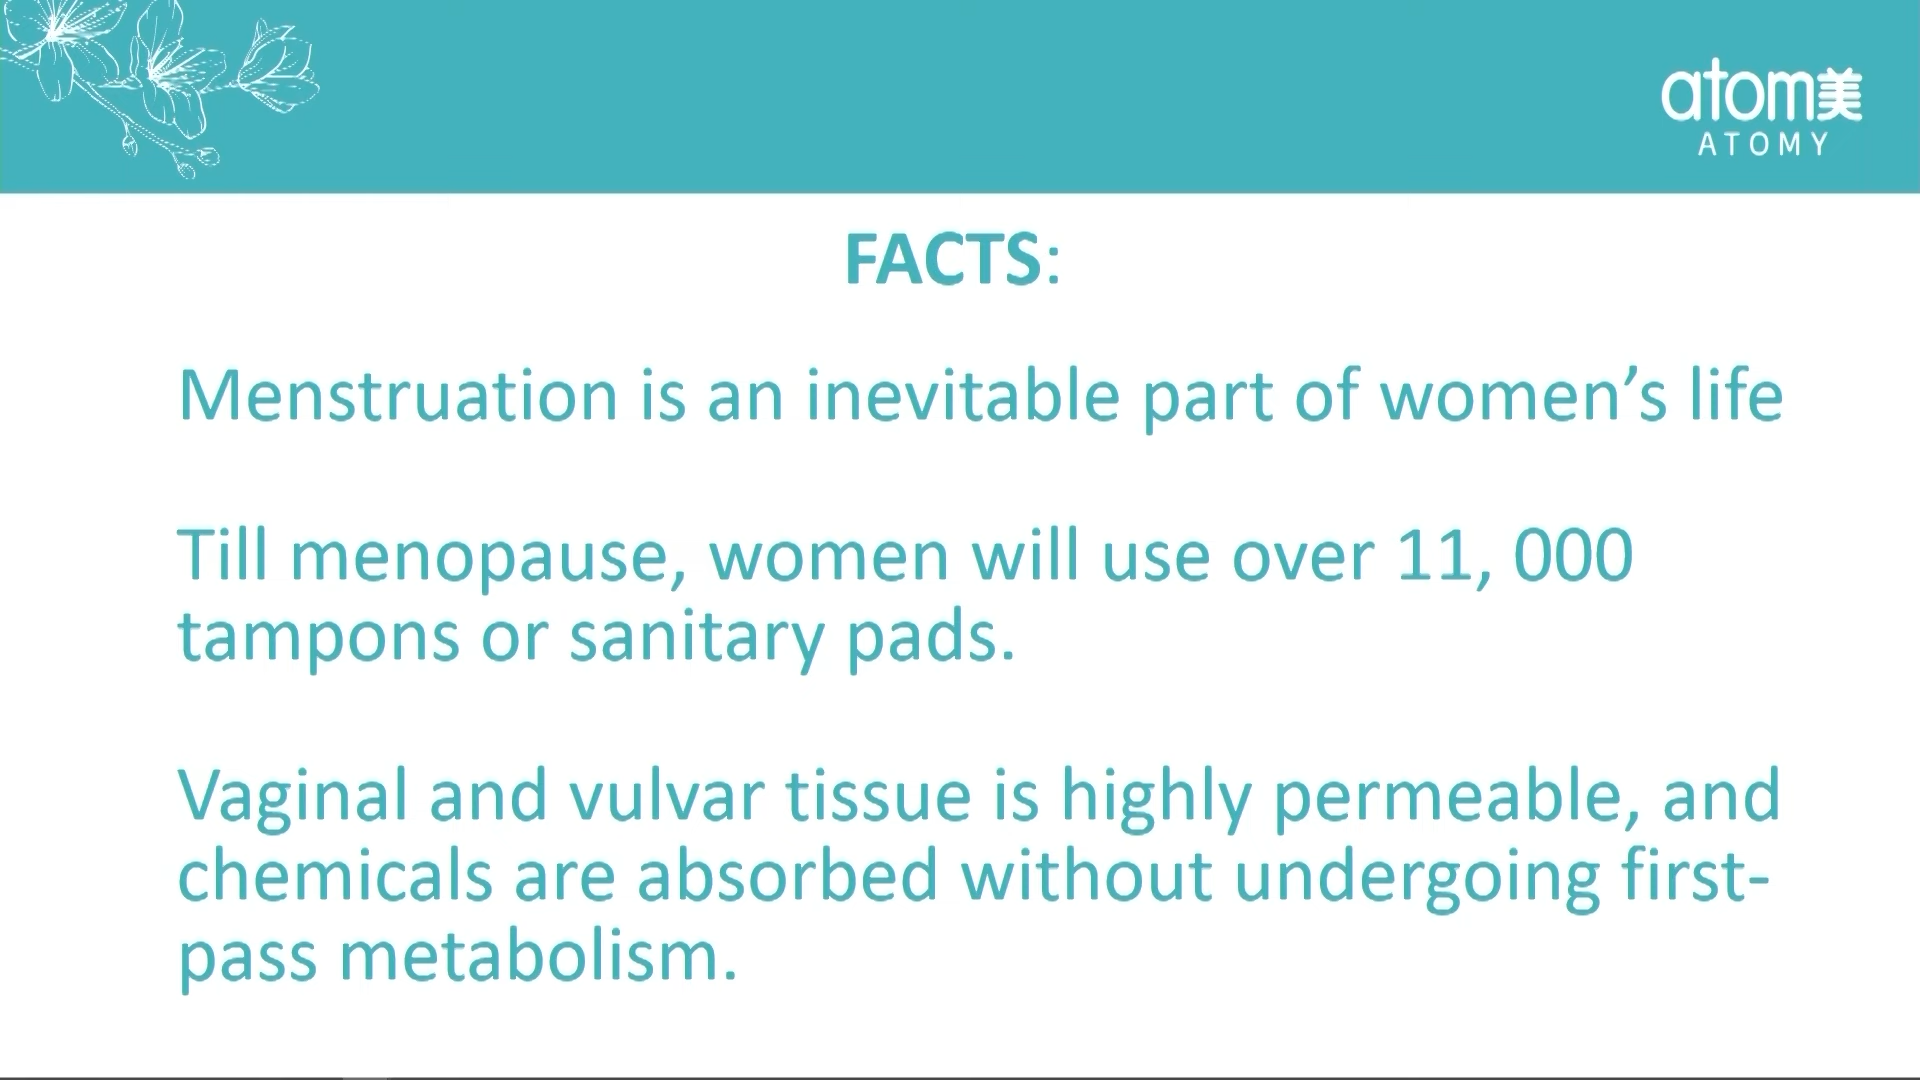 atom美
ATOMY
FACTS:
Menstruation is an inevitable part of women’s life
Till menopause, women will use over 11, 000
tampons or sanitary pads.
Vaginal and vulvar tissue is highly permeable, and
chemicals are absorbed without undergoing first-
pass metabolism.